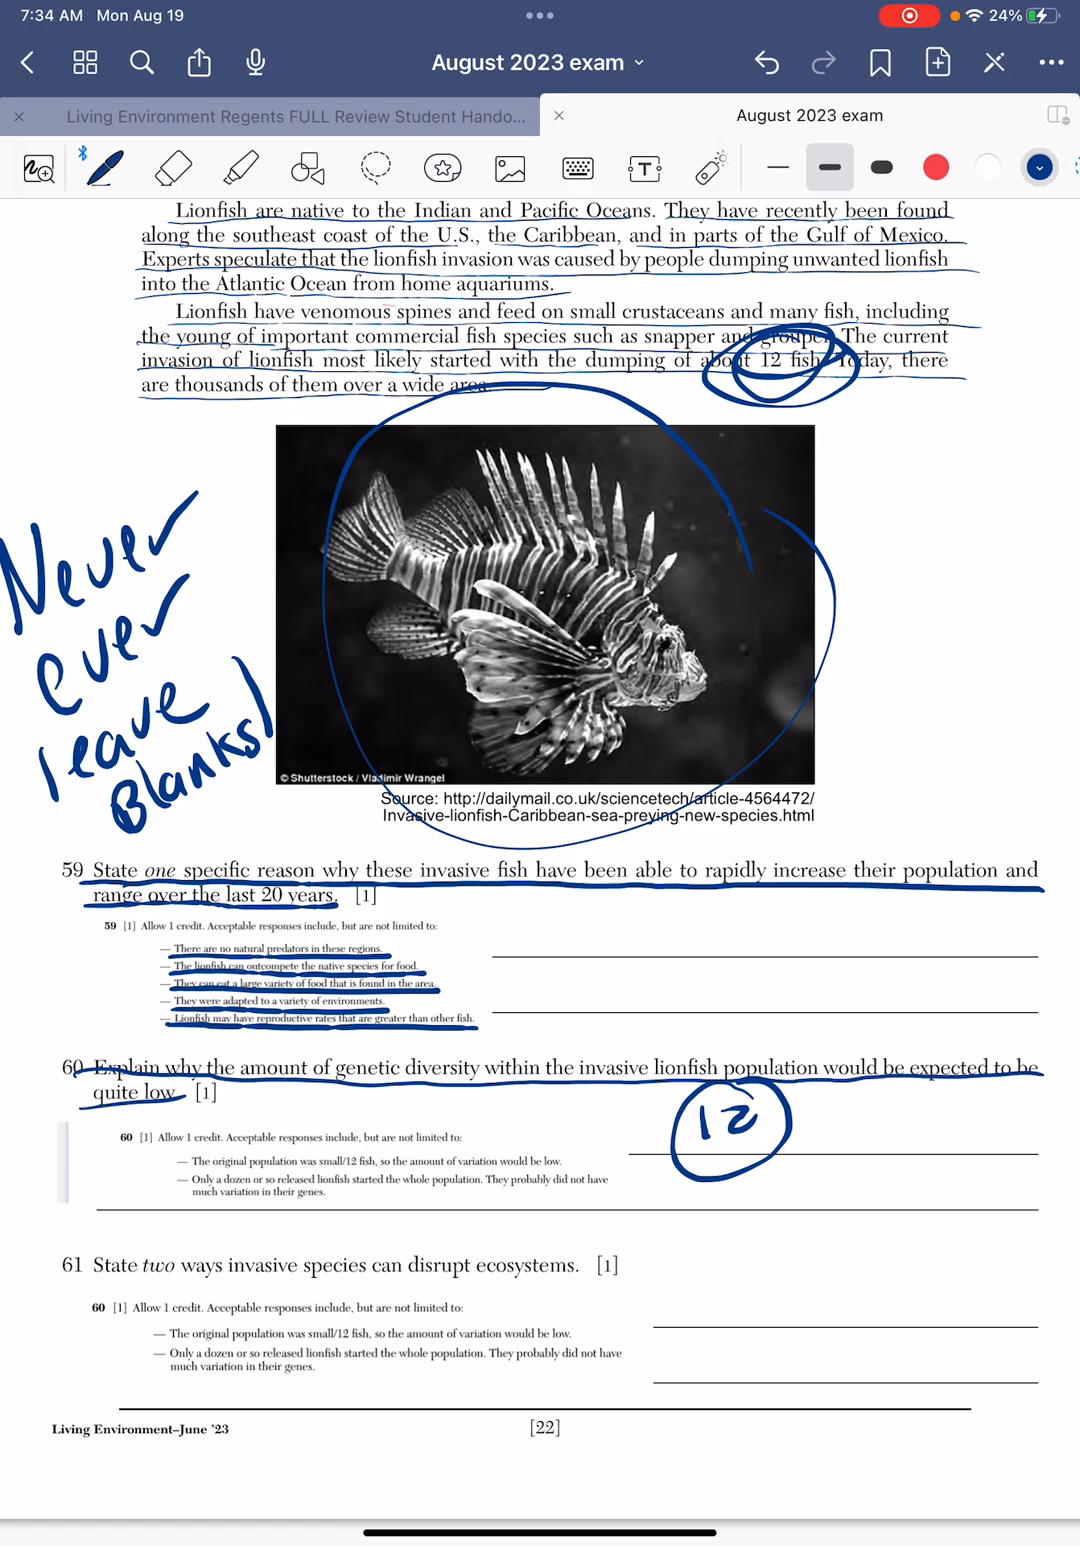 7:34 AM Mon Aug 19
24%
August 2023 exam
Living Environment Regents FULL Review Student Hando...
August 2023 exam
Lionfish are native to the Indian and Pacific Oceans. They have recently been found
along the southeast coast of the U.S., the Caribbean, and in parts of the Gulf of Mexico.
Experts speculate that the lionfish invasion was caused by people dumping unwanted lionfish
into the Atlantic Ocean from home aquariums.
Lionfish have venomous spines and feed on small crustaceans and many fish, including
the young of important commercial fish species such as snapper and grouper. The current
invasion of lionfish most likely started with the dumping of about 12 fish. Today, there
are thousands of them over a wide area.
Never
ever
leave
Blanks!
© Shutterstock / Vladimir Wrangel
Source: http://dailymail.co.uk/sciencetech/article-4564472/
Invasive-lionfish-Caribbean-sea-preying-new-species.html
59 State one specific reason why these invasive fish have been able to rapidly increase their population and
range over the last 20 years. [1]
59 [1] Allow 1 credit. Acceptable responses include, but are not limited to:
— There are no natural predators in these regions.
— The lionfish can outcompete the native species for food.
— They can eat a large variety of food that is found in the area.
— They were adapted to a variety of environments.
— Lionfish may have reproductive rates that are greater than other fish.
60 Explain why the amount of genetic diversity within the invasive lionfish population would be expected to be
quite low. [1]
12
60 [1] Allow 1 credit. Acceptable responses include, but are not limited to:
— The original population was small/12 fish, so the amount of variation would be low.
— Only a dozen or so released lionfish started the whole population. They probably did not have
much variation in their genes.
61 State two ways invasive species can disrupt ecosystems. [1]
60 [1] Allow 1 credit. Acceptable responses include, but are not limited to:
— The original population was small/12 fish, so the amount of variation would be low.
— Only a dozen or so released lionfish started the whole population. They probably did not have
much variation in their genes.
Living Environment–June ’23
[22]